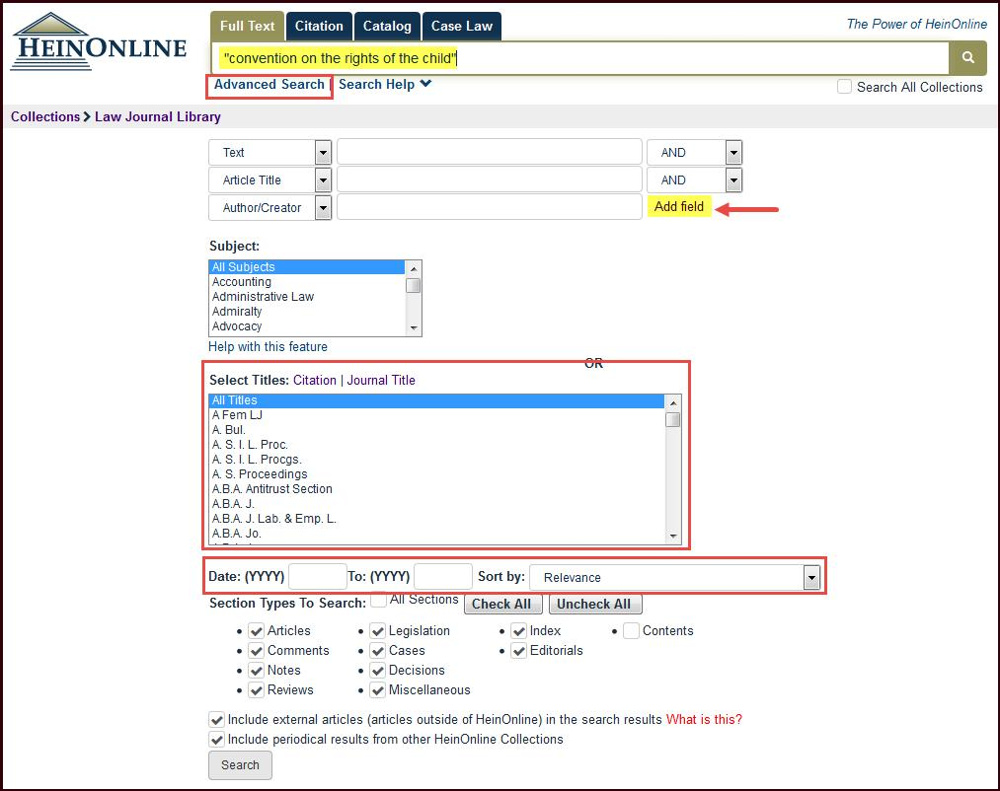 HEINONLINE
Full Text Citation Catalog Case Law
The Power of HeinOnline
"convention on the rights of the child"
Advanced Search | Search Help
Search All Collections
Collections > Law Journal Library
Text AND
Article Title AND
Author/Creator Add field
Subject:
All Subjects
Accounting
Administrative Law
Admiralty
Advocacy
Help with this feature
OR
Select Titles: Citation | Journal Title
All Titles
A Fem LJ
A. Bul.
A. S. I. L. Proc.
A. S. I. L. Procgs.
A. S. Proceedings
A.B.A. Antitrust Section
A.B.A. J.
A.B.A. J. Lab. & Emp. L.
A.B.A. Jo.
Date: (YYYY) To: (YYYY) Sort by: Relevance
Section Types To Search: All Sections Check All Uncheck All
• Articles • Legislation • Index • Contents
• Comments • Cases • Editorials
• Notes • Decisions
• Reviews • Miscellaneous
Include external articles (articles outside of HeinOnline) in the search results What is this?
Include periodical results from other HeinOnline Collections
Search